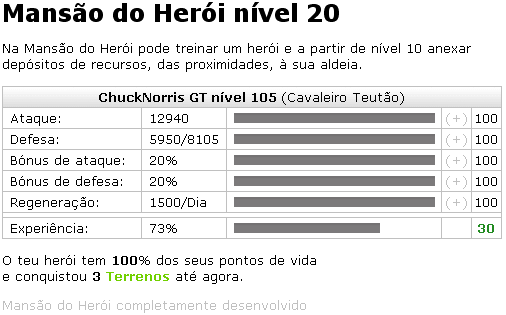 Mansão do Herói nível 20
Na Mansão do Herói pode treinar um herói e a partir de nível 10 anexar
depósitos de recursos, das proximidades, à sua aldeia.
ChuckNorris GT nível 105 (Cavaleiro Teutão)
Ataque: 12940 (+) 100
Defesa: 5950/8105 (+) 100
Bónus de ataque: 20% (+) 100
Bónus de defesa: 20% (+) 100
Regeneração: 1500/Dia (+) 100
Experiência: 73% 30
O teu herói tem 100% dos seus pontos de vida
e conquistou 3 Terrenos até agora.
Mansão do Herói completamente desenvolvido